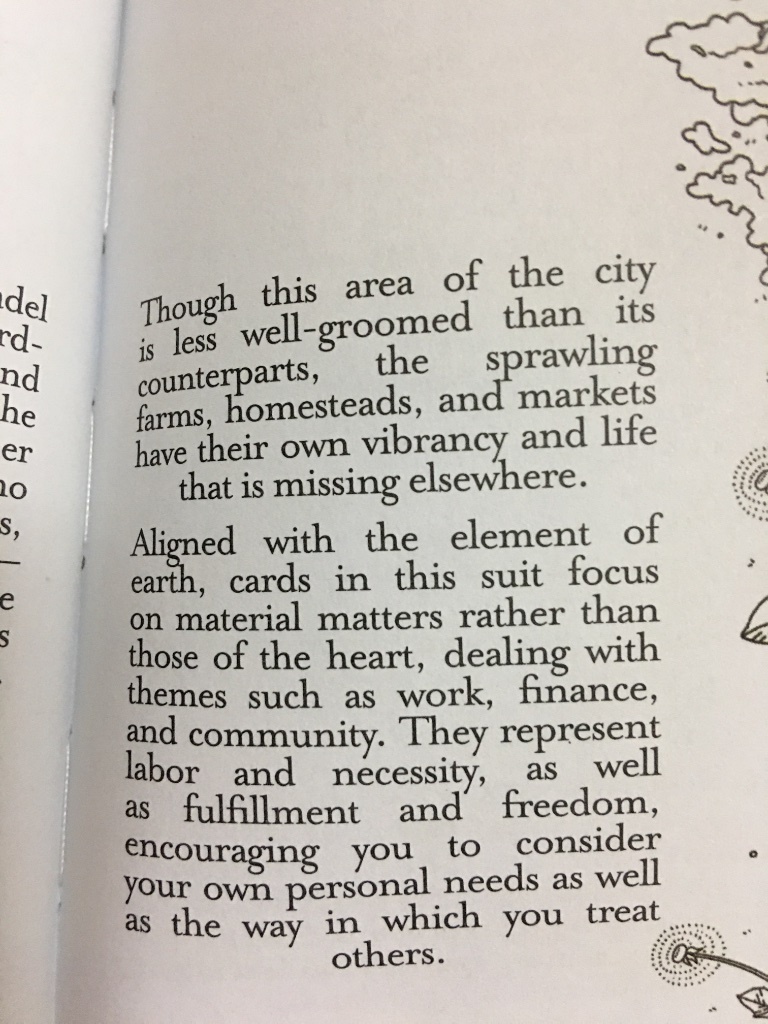 Though this area of the city
is less well-groomed than its
counterparts, the sprawling
farms, homesteads, and markets
have their own vibrancy and life
that is missing elsewhere.
Aligned with the element of
earth, cards in this suit focus
on material matters rather than
those of the heart, dealing with
themes such as work, finance,
and community. They represent
labor and necessity, as well
as fulfillment and freedom,
encouraging you to consider
your own personal needs as well
as the way in which you treat
others.